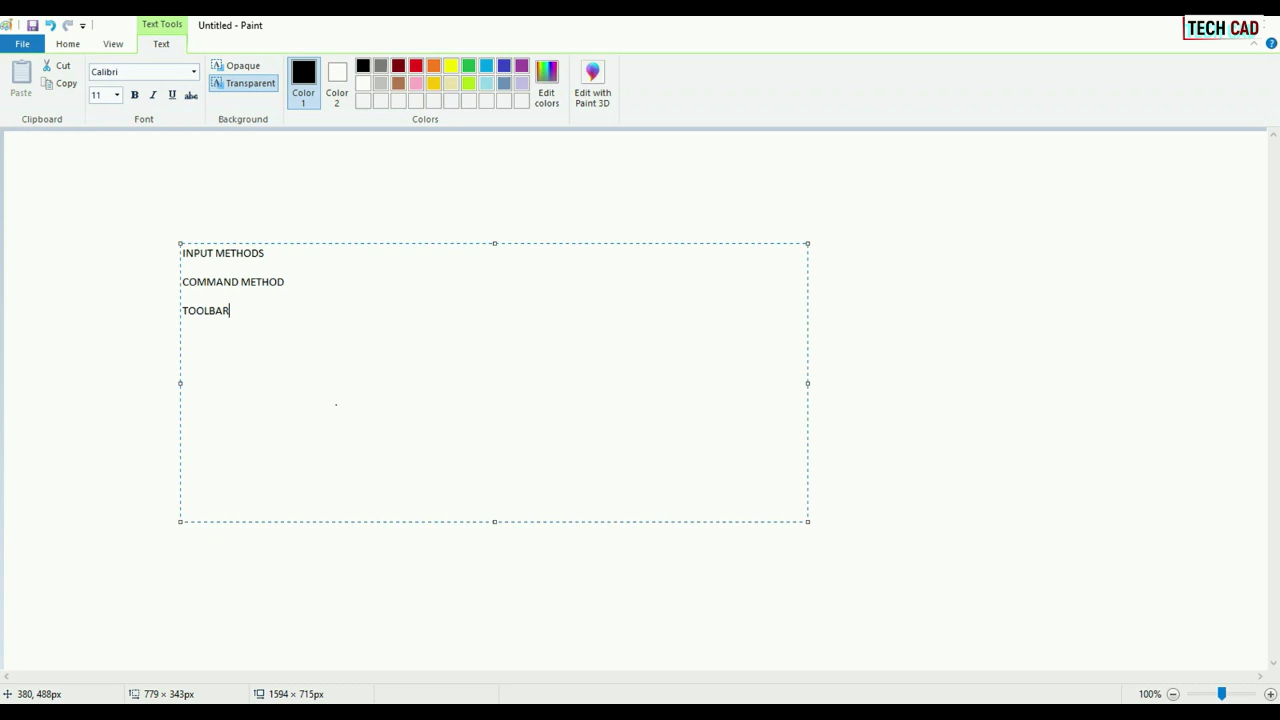 Text Tools
Untitled - Paint
TECH CAD
File
Home
View
Text
Paste
Cut
Copy
Clipboard
Calibri
11
B
I
U
abc
Font
A
Opaque
A
Transparent
Background
Color
1
Color
2
Edit
colors
Colors
Edit with
Paint 3D
INPUT METHODS
COMMAND METHOD
TOOLBAR
380, 488px
779 × 343px
1594 × 715px
100%